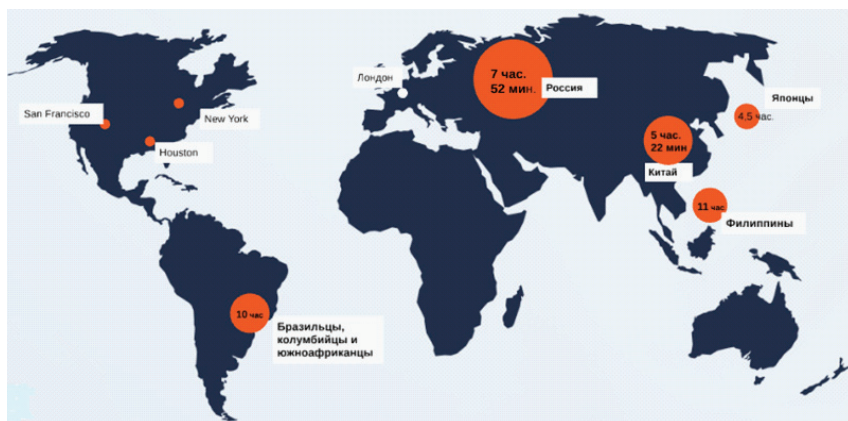 San Francisco
New York
Houston
Лондон
7 час.
52 мин.
Россия
Японцы
4,5 час.
5 час.
22 мин
Китай
11 час
Филиппины
10 час
Бразильцы,
колумбийцы и
южноафриканцы